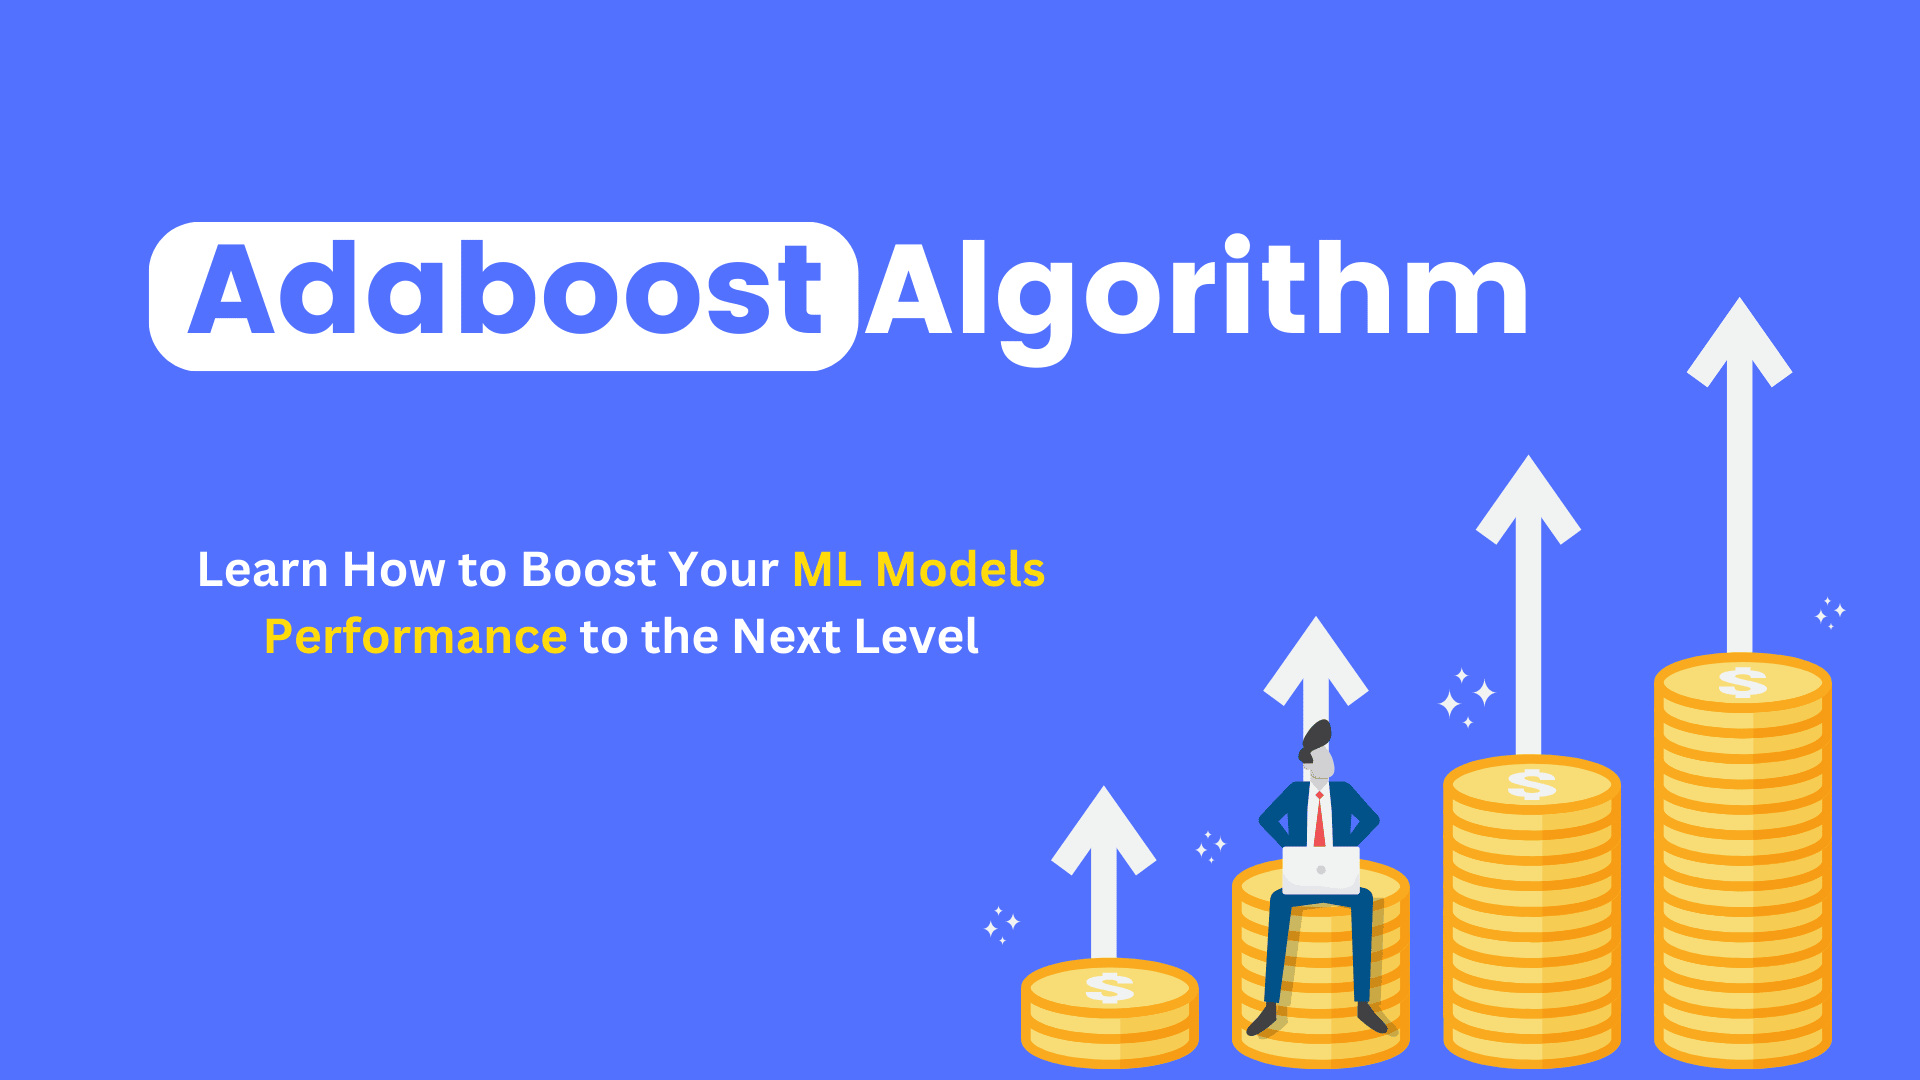 Adaboost Algorithm
Learn How to Boost Your ML Models
Performance to the Next Level
$
$
$